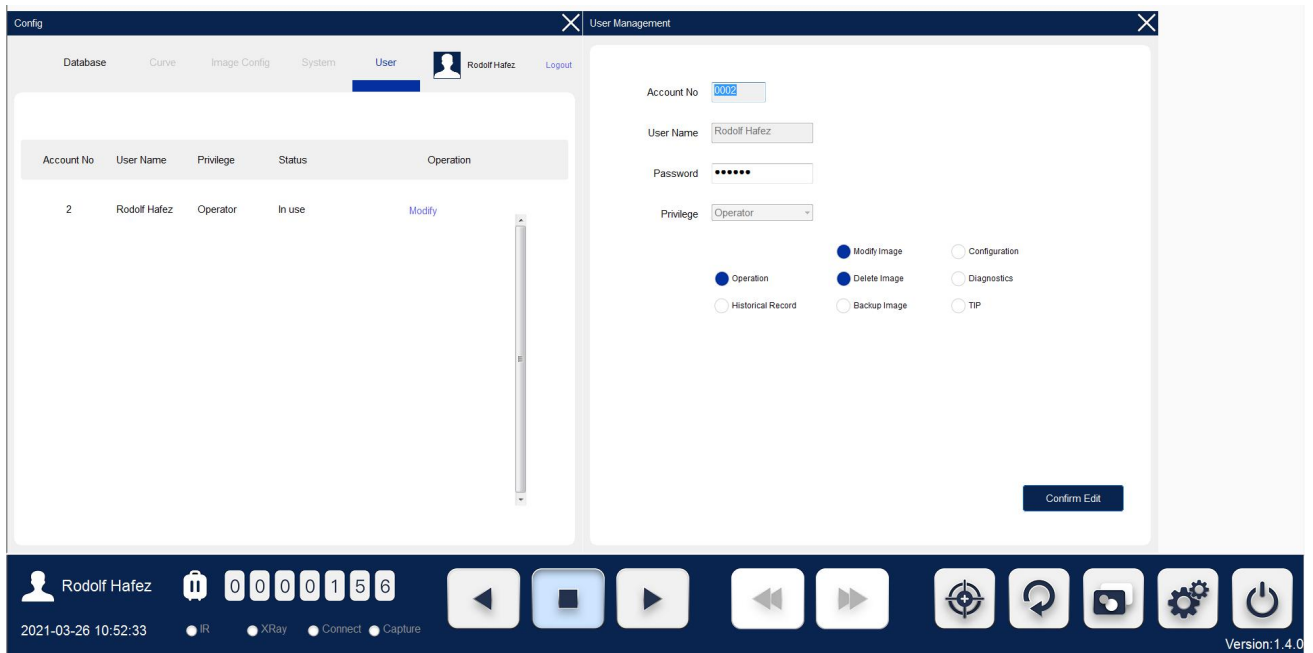 Config
User Management
Database Curve Image Config System User Rodolf Hafez Logout
Account No User Name Privilege Status Operation
2 Rodolf Hafez Operator In use Modify
Account No 0002
User Name Rodolf Hafez
Password ●●●●●●
Privilege Operator
Modify Image Configuration
Operation Delete Image Diagnostics
Historical Record Backup Image TIP
Confirm Edit
Rodolf Hafez 0 0 0 0 1 5 6
2021-03-26 10:52:33 IR XRay Connect Capture
Version:1.4.0